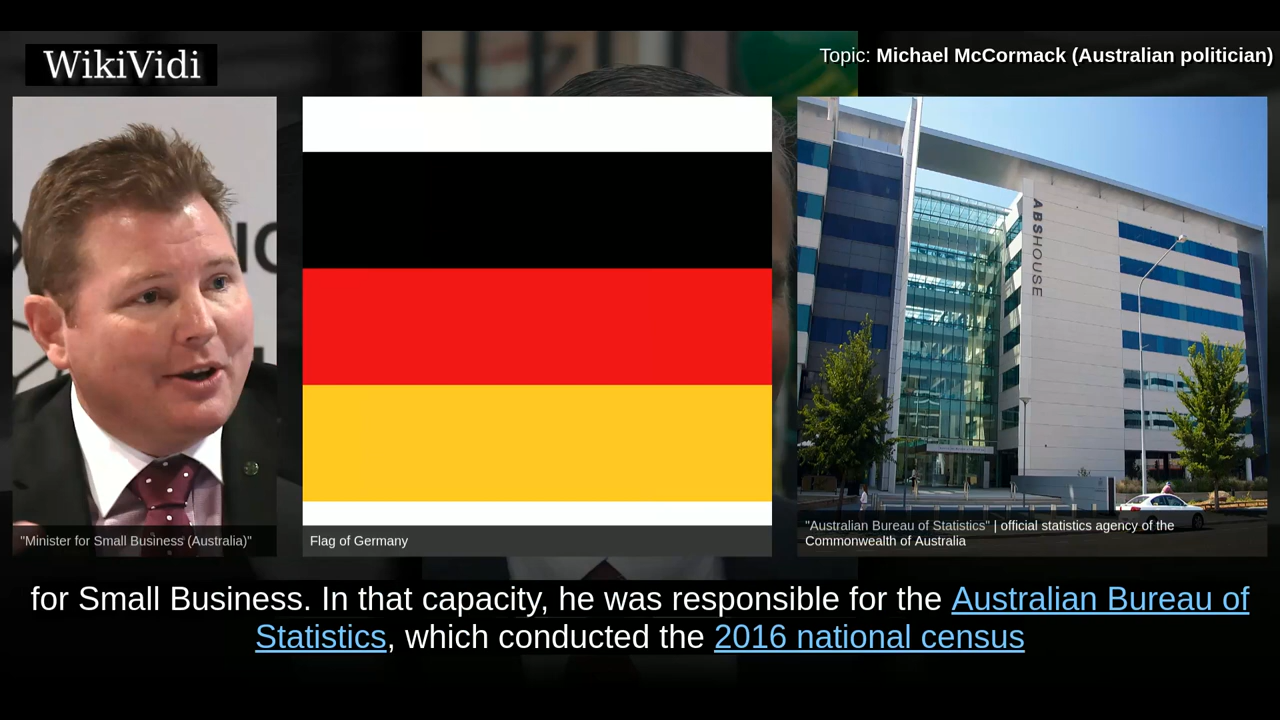 WikiVidi
Topic: Michael McCormack (Australian politician)
ABSHOUSE
"Minister for Small Business (Australia)"
Flag of Germany
"Australian Bureau of Statistics" | official statistics agency of the
Commonwealth of Australia
for Small Business. In that capacity, he was responsible for the Australian Bureau of
Statistics, which conducted the 2016 national census